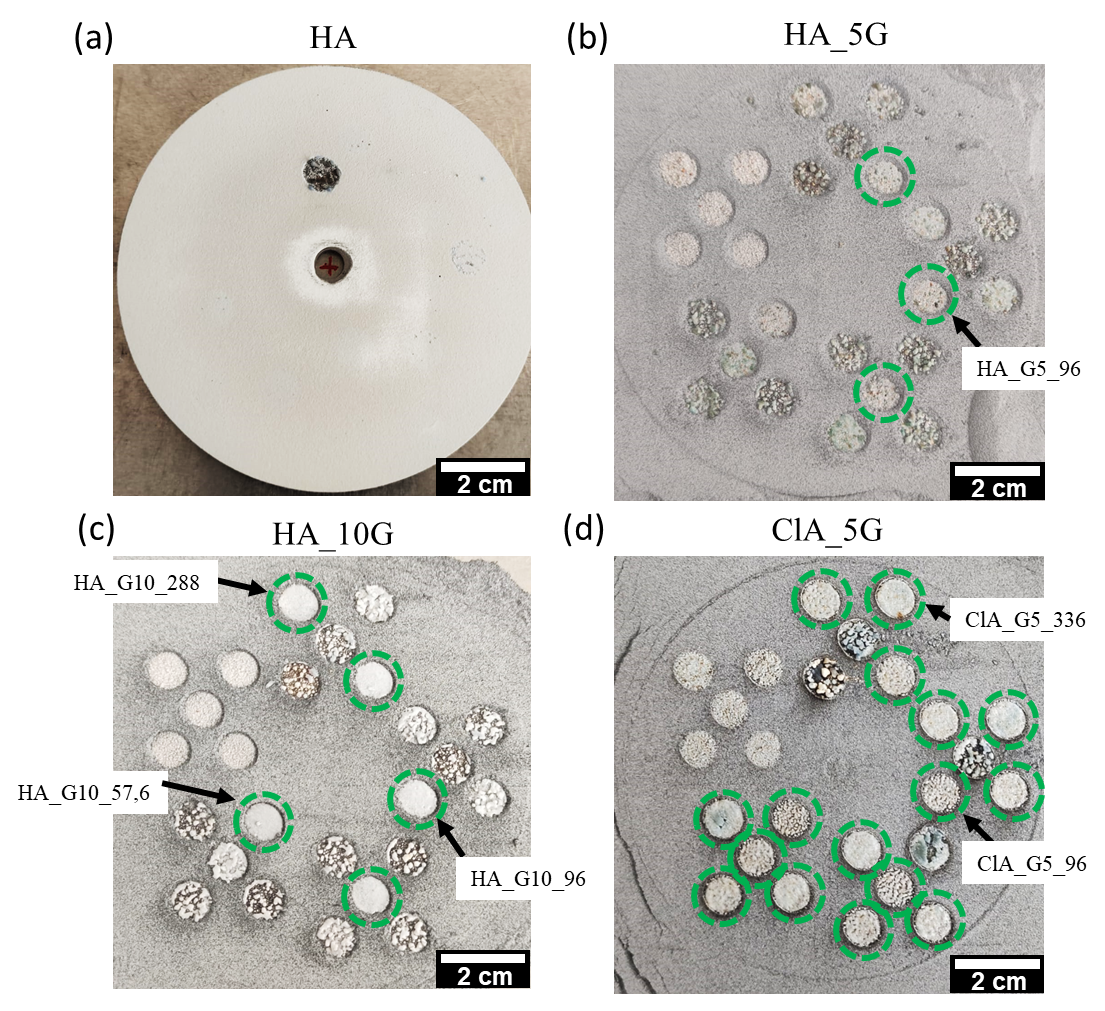 (a)
HA
(b)
HA_5G
HA_G5_96
2 cm
2 cm
(c)
HA_10G
(d)
ClA_5G
HA_G10_288
ClA_G5_336
HA_G10_57,6
HA_G10_96
ClA_G5_96
2 cm
2 cm